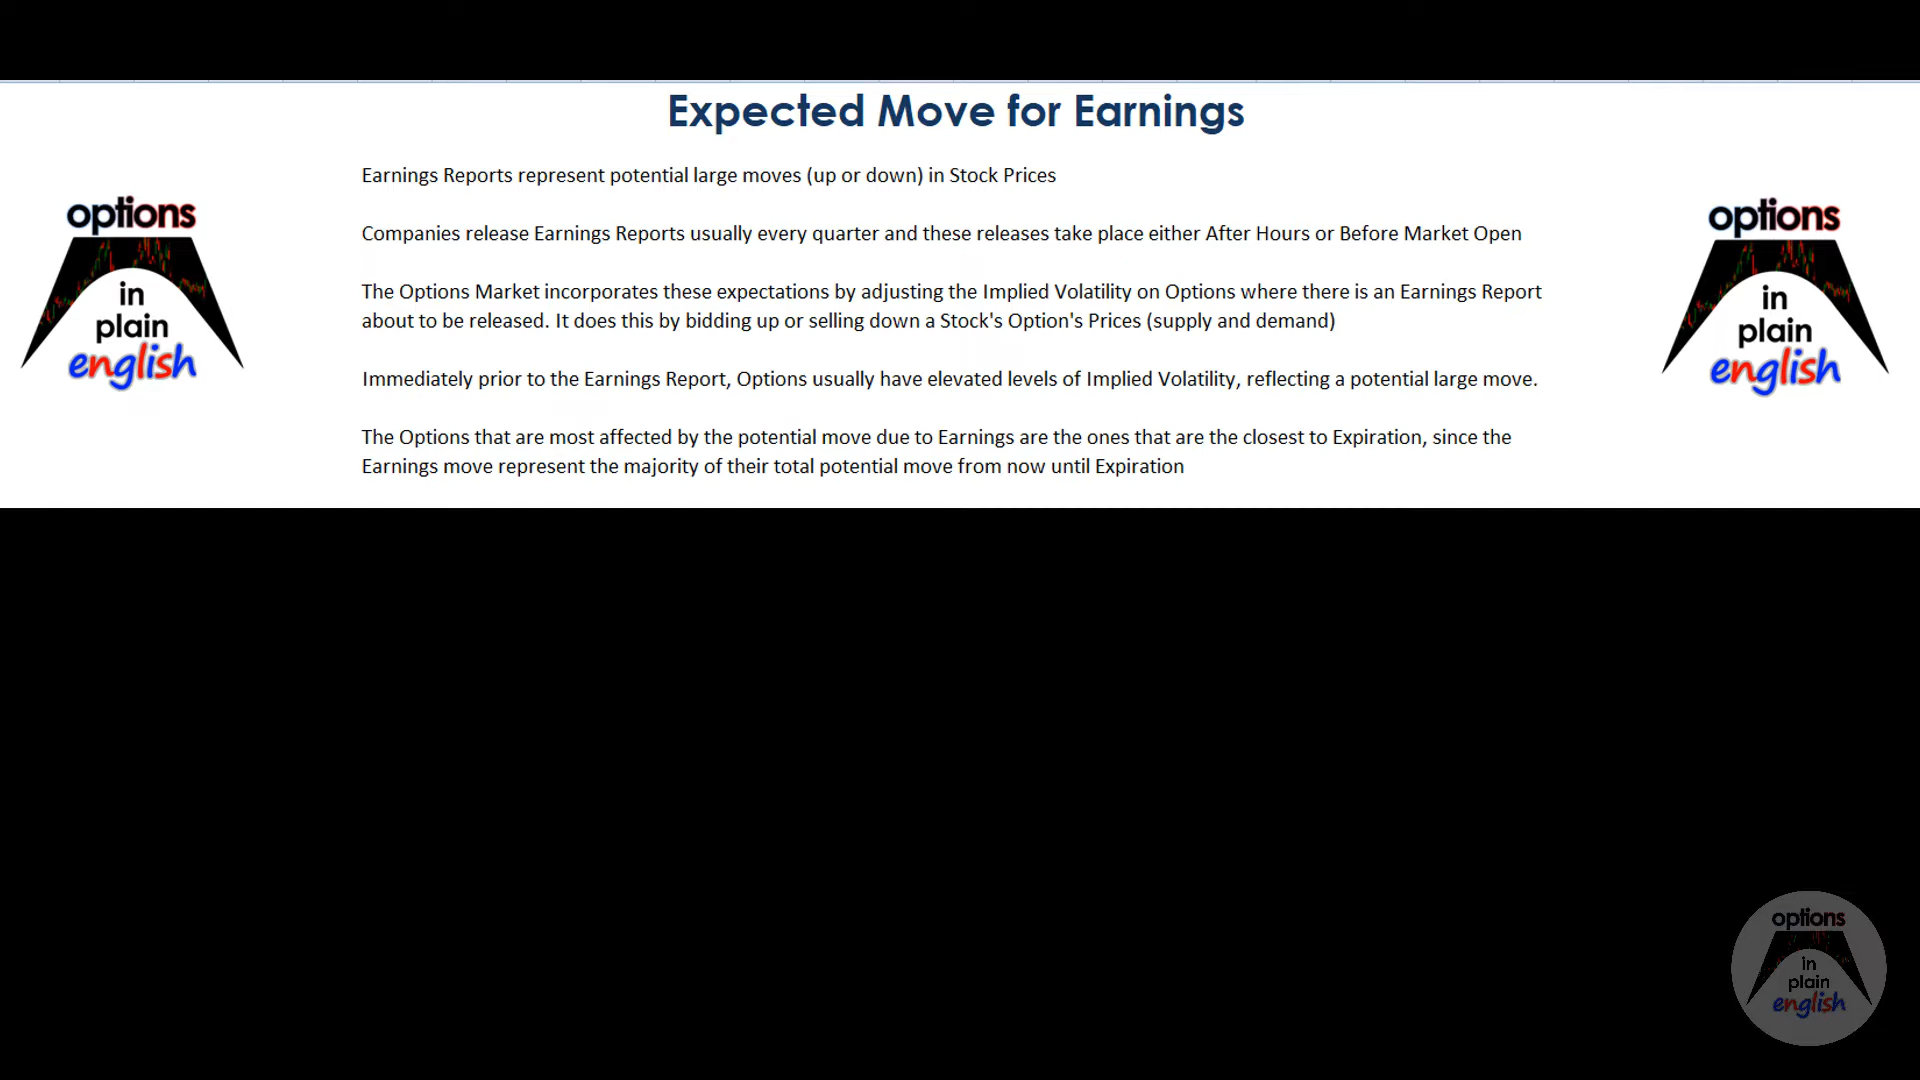 Expected Move for Earnings
Earnings Reports represent potential large moves (up or down) in Stock Prices
Companies release Earnings Reports usually every quarter and these releases take place either After Hours or Before Market Open
The Options Market incorporates these expectations by adjusting the Implied Volatility on Options where there is an Earnings Report
about to be released. It does this by bidding up or selling down a Stock's Option's Prices (supply and demand)
Immediately prior to the Earnings Report, Options usually have elevated levels of Implied Volatility, reflecting a potential large move.
The Options that are most affected by the potential move due to Earnings are the ones that are the closest to Expiration, since the
Earnings move represent the majority of their total potential move from now until Expiration
options
in
plain
english
options
in
plain
english
options
in
plain
english